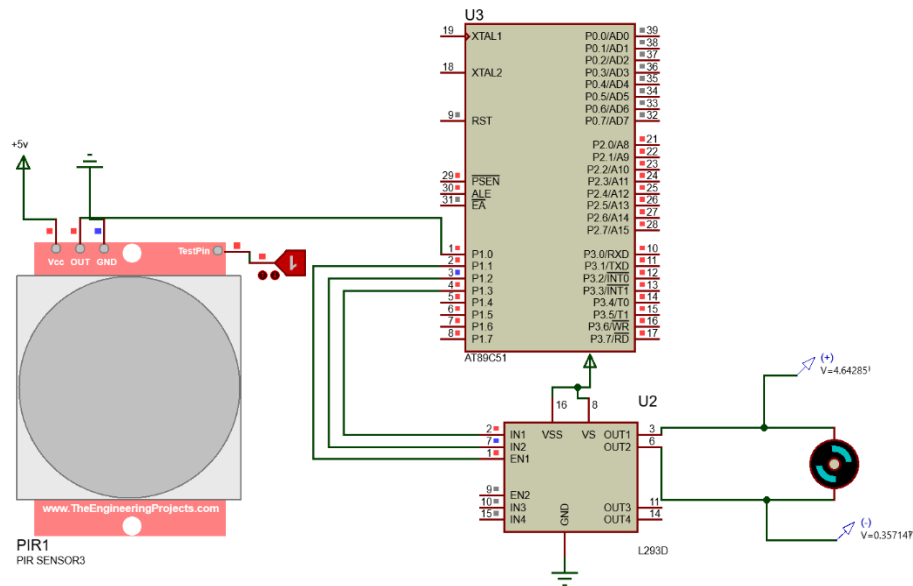 U3
19 XTAL1 P0.0/AD0 39
P0.1/AD1 38
P0.2/AD2 37
18 XTAL2 P0.3/AD3 36
P0.4/AD4 35
P0.5/AD5 34
P0.6/AD6 33
9 RST P0.7/AD7 32
P2.0/A8 21
P2.1/A9 22
P2.2/A10 23
29 PSEN P2.3/A11 24
30 ALE P2.4/A12 25
31 EA P2.5/A13 26
P2.6/A14 27
P2.7/A15 28
1 P1.0 P3.0/RXD 10
2 P1.1 P3.1/TXD 11
3 P1.2 P3.2/INT0 12
4 P1.3 P3.3/INT1 13
5 P1.4 P3.4/T0 14
6 P1.5 P3.5/T1 15
7 P1.6 P3.6/WR 16
8 P1.7 P3.7/RD 17
AT89C51
+5v
Vcc OUT GND TestPin
1
www.TheEngineeringProjects.com
PIR1
PIR SENSOR3
U2
16 8
2 IN1 VSS VS OUT1 3
7 IN2 OUT2 6
1 EN1
9 EN2
10 IN3 OUT3 11
15 IN4 GND OUT4 14
L293D
(+)
V=4.64285
(-)
V=0.35714